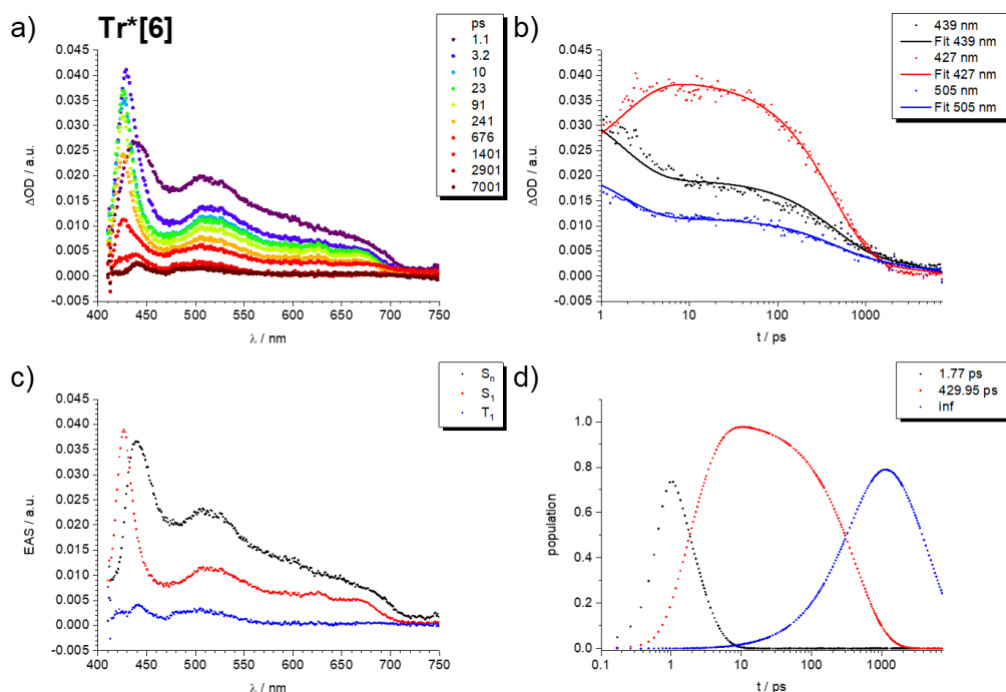 a)
Tr*[6]
ps
1.1
3.2
10
23
91
241
676
1401
2901
7001
0.050
0.045
0.040
0.035
0.030
0.025
0.020
0.015
0.010
0.005
0.000
-0.005
ΔOD / a.u.
400 450 500 550 600 650 700 750
λ / nm
b)
439 nm
Fit 439 nm
427 nm
Fit 427 nm
505 nm
Fit 505 nm
0.050
0.045
0.040
0.035
0.030
0.025
0.020
0.015
0.010
0.005
0.000
-0.005
ΔOD / a.u.
1 10 100 1000
t / ps
c)
Sn
S1
T1
0.050
0.045
0.040
0.035
0.030
0.025
0.020
0.015
0.010
0.005
0.000
-0.005
EAS / a.u.
400 450 500 550 600 650 700 750
λ / nm
d)
1.77 ps
429.95 ps
inf
1.0
0.8
0.6
0.4
0.2
0.0
population
0.1 1 10 100 1000
t / ps